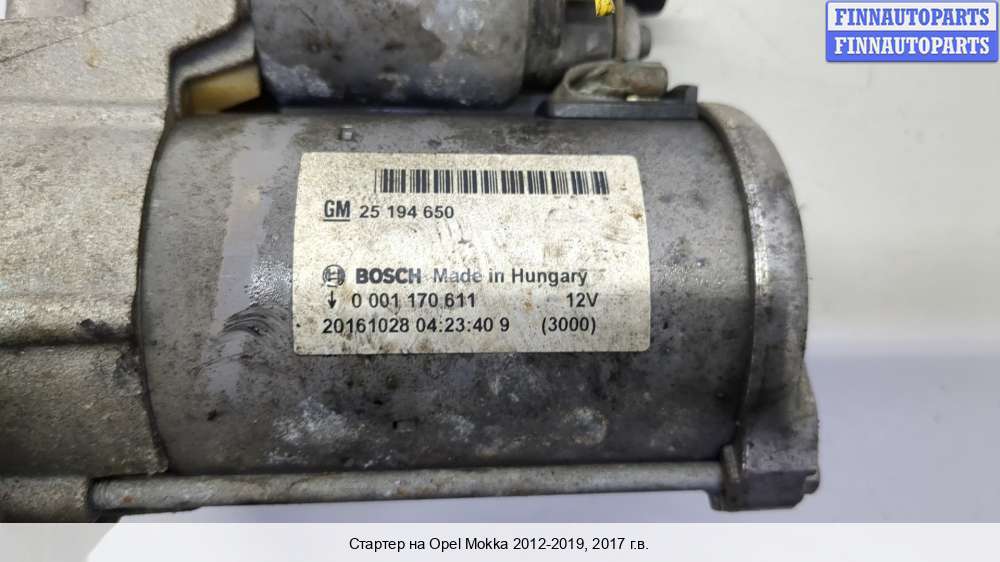 FINNAUTOPARTS
FINNAUTOPARTS
GM 25 194 650
BOSCH Made in Hungary
0 001 170 611 12V
20161028 04:23:40 9 (3000)
Стартер на Opel Mokka 2012-2019, 2017 г.в.